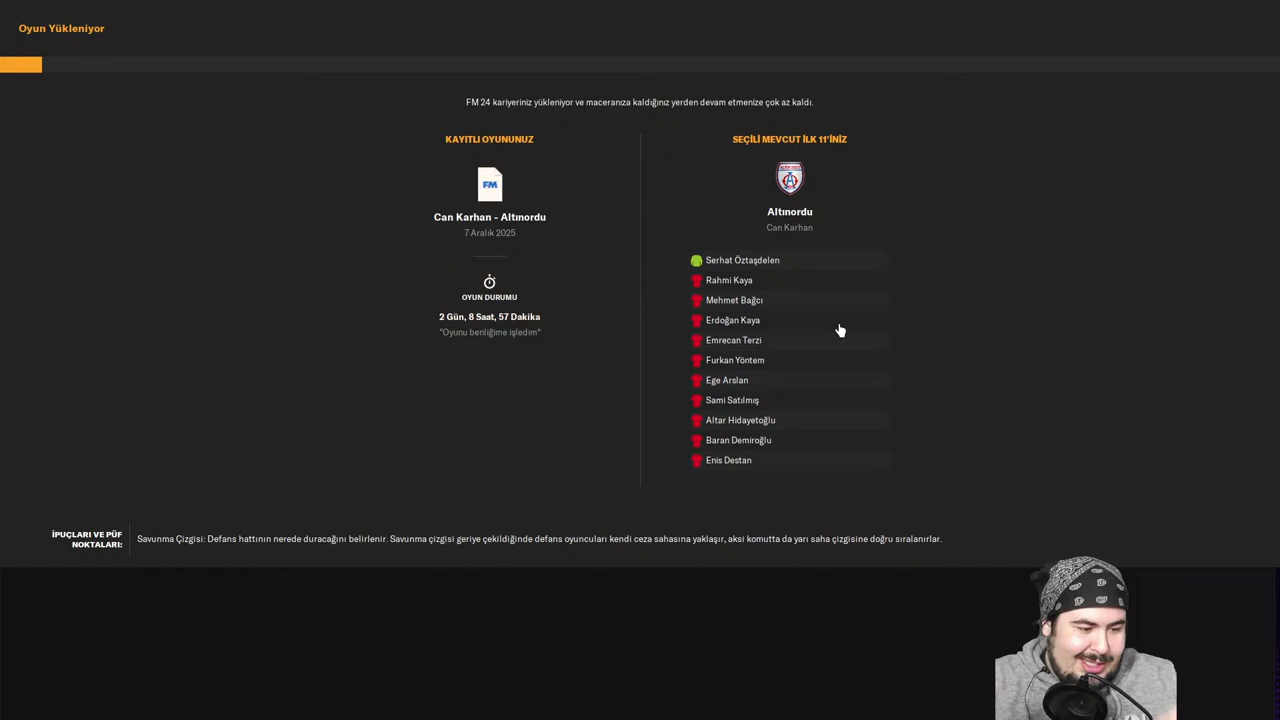 Oyun Yükleniyor
FM 24 kariyeriniz yükleniyor ve maceranıza kaldığınız yerden devam etmenize çok az kaldı.
KAYITLI OYUNUNUZ
FM
Can Karhan - Altınordu
7 Aralık 2025
OYUN DURUMU
2 Gün, 8 Saat, 57 Dakika
"Oyunu benliğime işledim"
SEÇİLİ MEVCUT İLK 11'İNİZ
Altınordu
Can Karhan
Serhat Öztaşdelen
Rahmi Kaya
Mehmet Bağcı
Erdoğan Kaya
Emrecan Terzi
Furkan Yöntem
Ege Arslan
Sami Satılmış
Altar Hidayetoğlu
Baran Demiroğlu
Enis Destan
İPUÇLARI VE PÜF
NOKTALARI:
Savunma Çizgisi: Defans hattının nerede duracağını belirlenir. Savunma çizgisi geriye çekildiğinde defans oyuncuları kendi ceza sahasına yaklaşır, aksi komutta da yarı saha çizgisine doğru sıralanırlar.